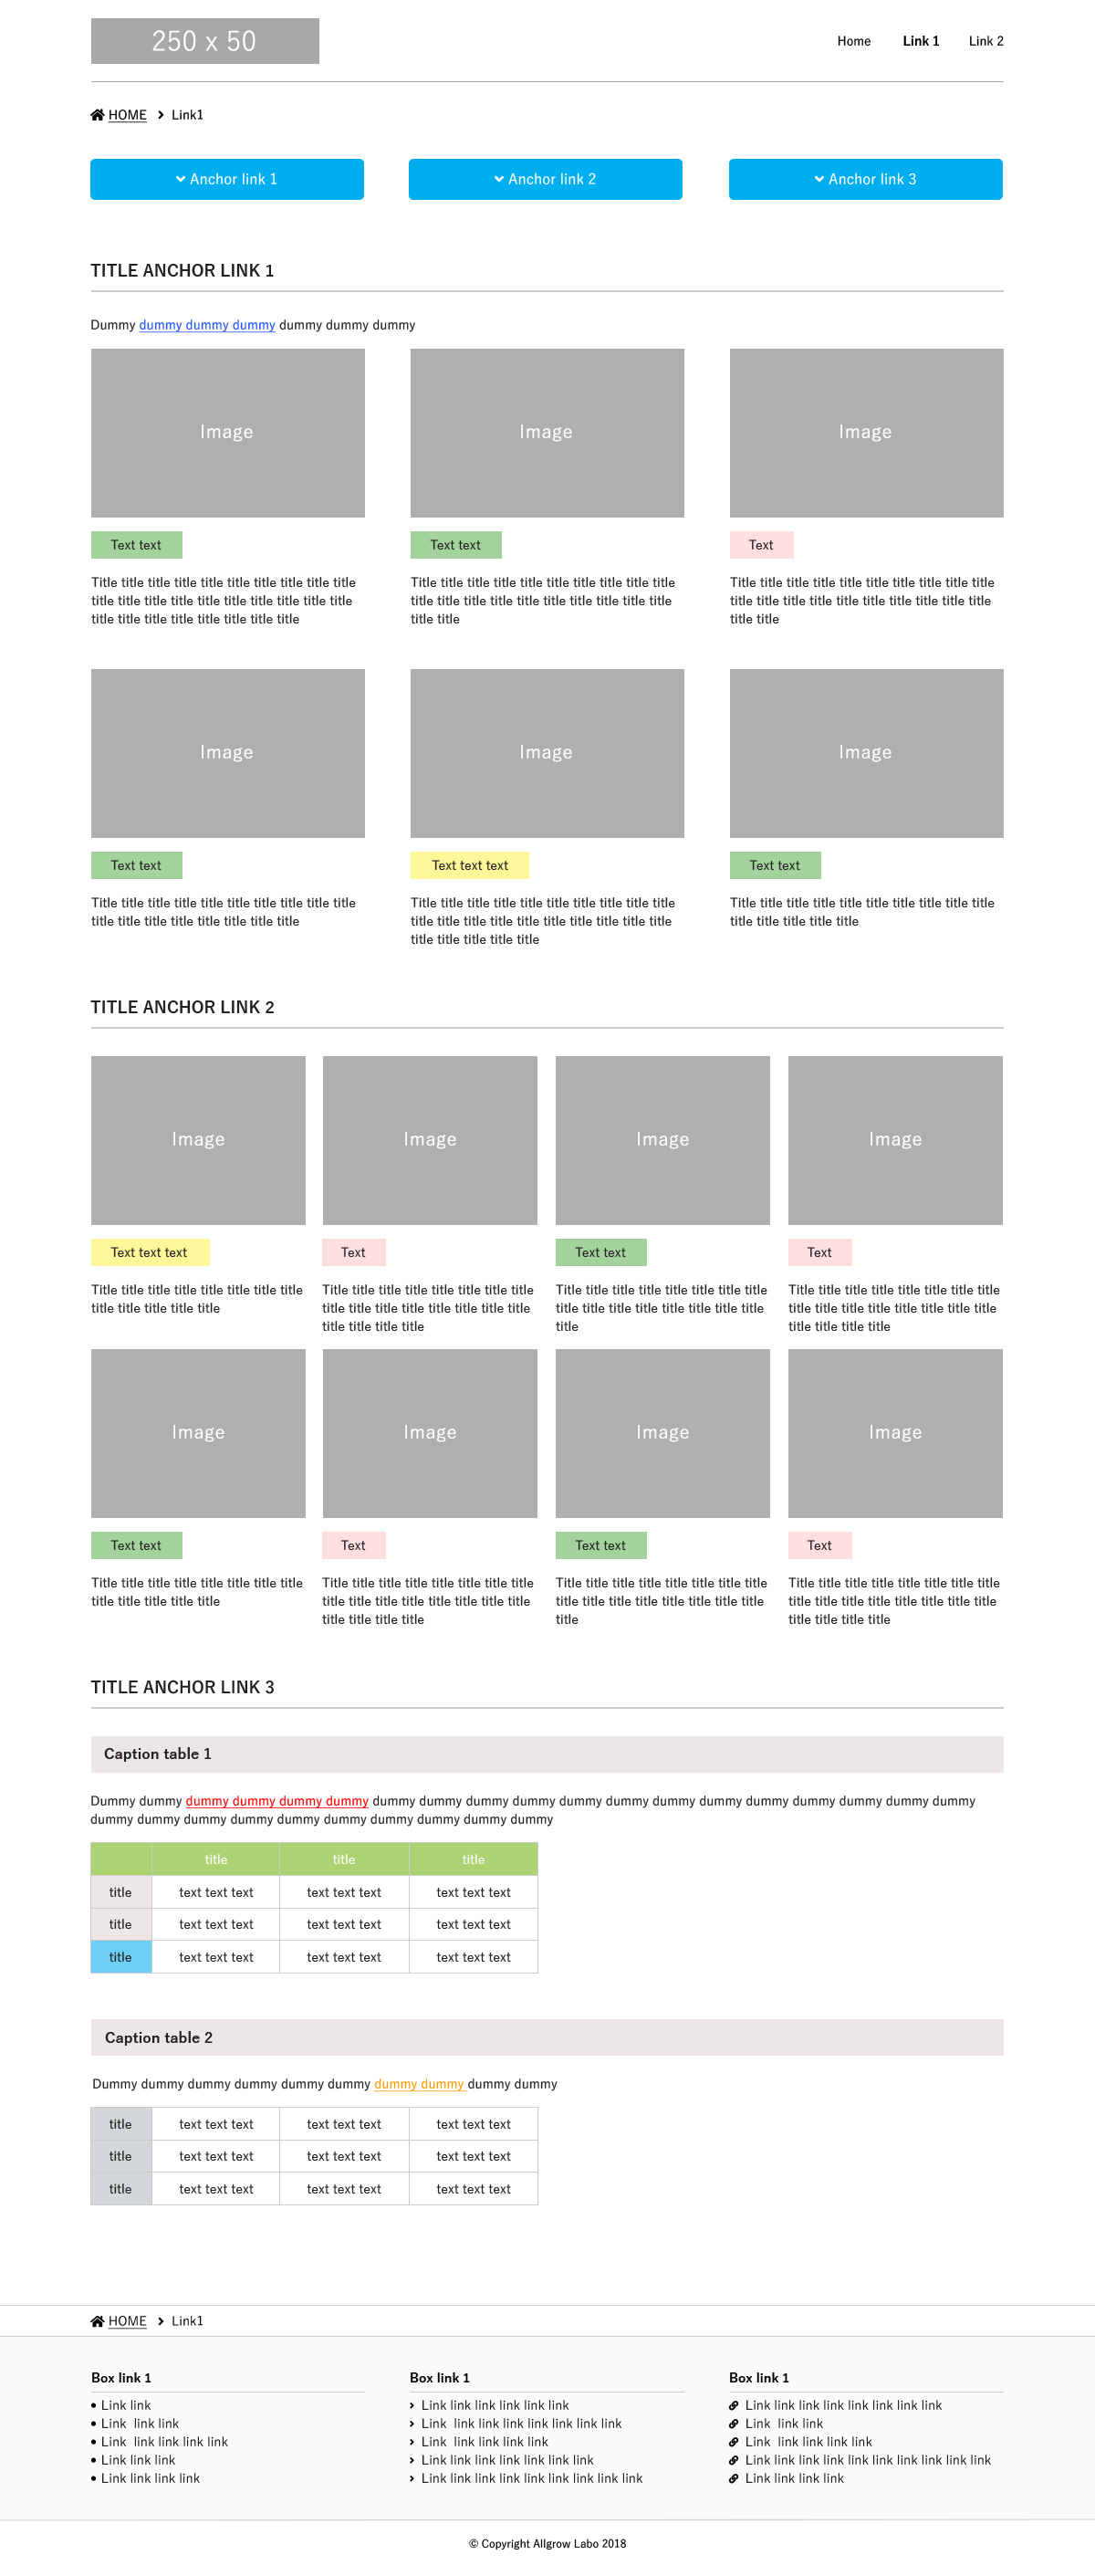 250 x 50
Home Link 1 Link 2
HOME Link1
Anchor link 1 Anchor link 2 Anchor link 3
TITLE ANCHOR LINK 1
Dummy dummy dummy dummy dummy dummy dummy
Image Image Image
Text text Text text Text
Title title title title title title title title title title
title title title title title title title title title title
title title title title title title title title
Title title title title title title title title title title
title title title title title title title title title title
title title
Title title title title title title title title title title
title title title title title title title title title title
title title
Image Image Image
Text text Text text text Text text
Title title title title title title title title title title
title title title title title title title title
Title title title title title title title title title title
title title title title title title title title title title
title title title title title
Title title title title title title title title title title
title title title title title
TITLE ANCHOR LINK 2
Image Image Image Image
Text text text Text Text text Text
Title title title title title title title title
title title title title title
Title title title title title title title title
title title title title title title title title
title title title title
Title title title title title title title title
title title title title title title title title
title
Title title title title title title title title
title title title title title title title title
title title title title
Image Image Image Image
Text text Text Text text Text
Title title title title title title title title
title title title title title
Title title title title title title title title
title title title title title title title title
title title title title
Title title title title title title title title
title title title title title title title title
title
Title title title title title title title title
title title title title title title title title
title title title title
TITLE ANCHOR LINK 3
Caption table 1
Dummy dummy dummy dummy dummy dummy dummy dummy dummy dummy dummy dummy dummy dummy dummy dummy dummy dummy dummy
dummy dummy dummy dummy dummy dummy dummy dummy dummy dummy
title title title
title text text text text text text text text text
title text text text text text text text text text
title text text text text text text text text text
Caption table 2
Dummy dummy dummy dummy dummy dummy dummy dummy dummy dummy
title text text text text text text text text text
title text text text text text text text text text
title text text text text text text text text text
HOME Link1
Box link 1
Link link
Link link link
Link link link link link
Link link link
Link link link link
Box link 1
Link link link link link link
Link link link link link link link link
Link link link link link
Link link link link link link link
Link link link link link link link link link
Box link 1
Link link link link link link link link
Link link link
Link link link link link
Link link link link link link link link link link
Link link link link
© Copyright Allgrow Labo 2018